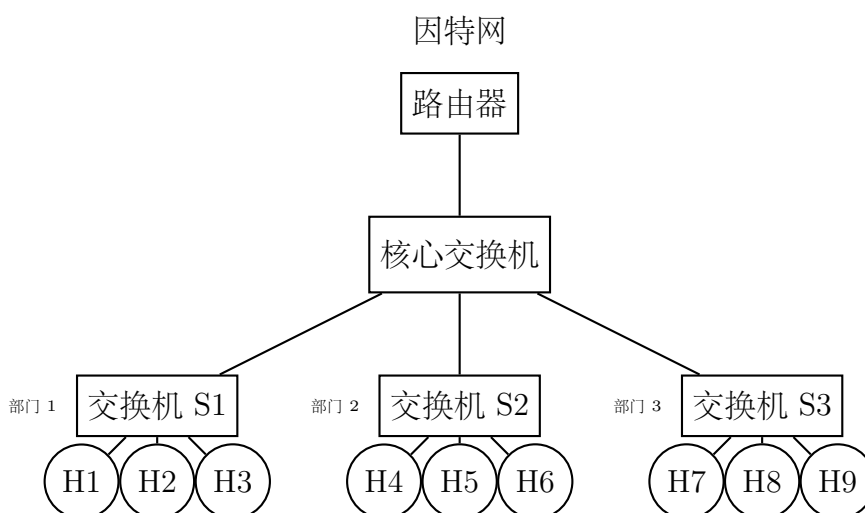 因特网
路由器
核心交换机
部门 1 交换机 S1 部门 2 交换机 S2 部门 3 交换机 S3
H1 H2 H3 H4 H5 H6 H7 H8 H9